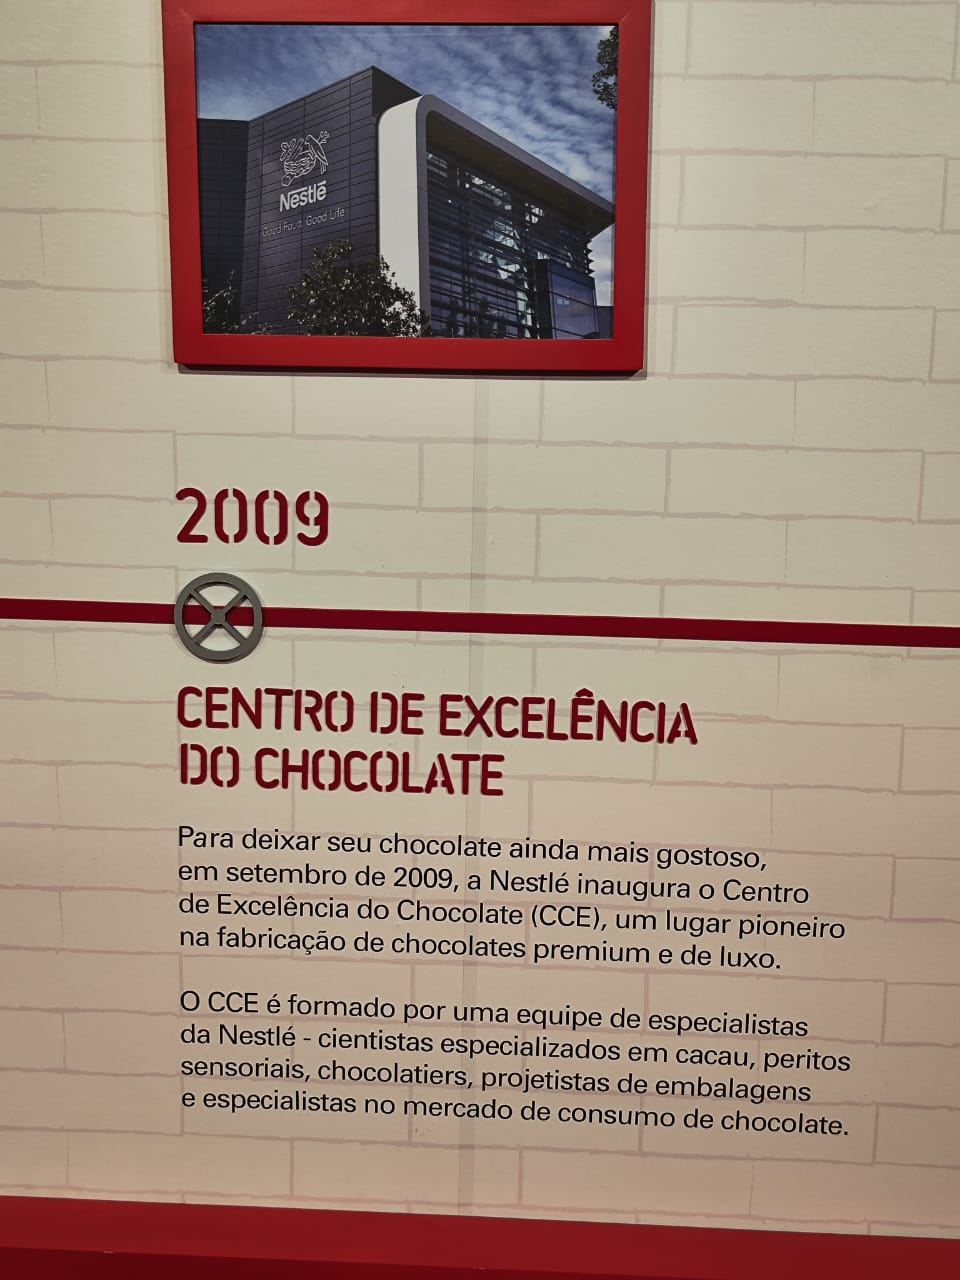 Nestlé
Good Food, Good Life
2009
CENTRO DE EXCELÊNCIA
DO CHOCOLATE
Para deixar seu chocolate ainda mais gostoso,
em setembro de 2009, a Nestlé inaugura o Centro
de Excelência do Chocolate (CCE), um lugar pioneiro
na fabricação de chocolates premium e de luxo.
O CCE é formado por uma equipe de especialistas
da Nestlé - cientistas especializados em cacau, peritos
sensoriais, chocolatiers, projetistas de embalagens
e especialistas no mercado de consumo de chocolate.